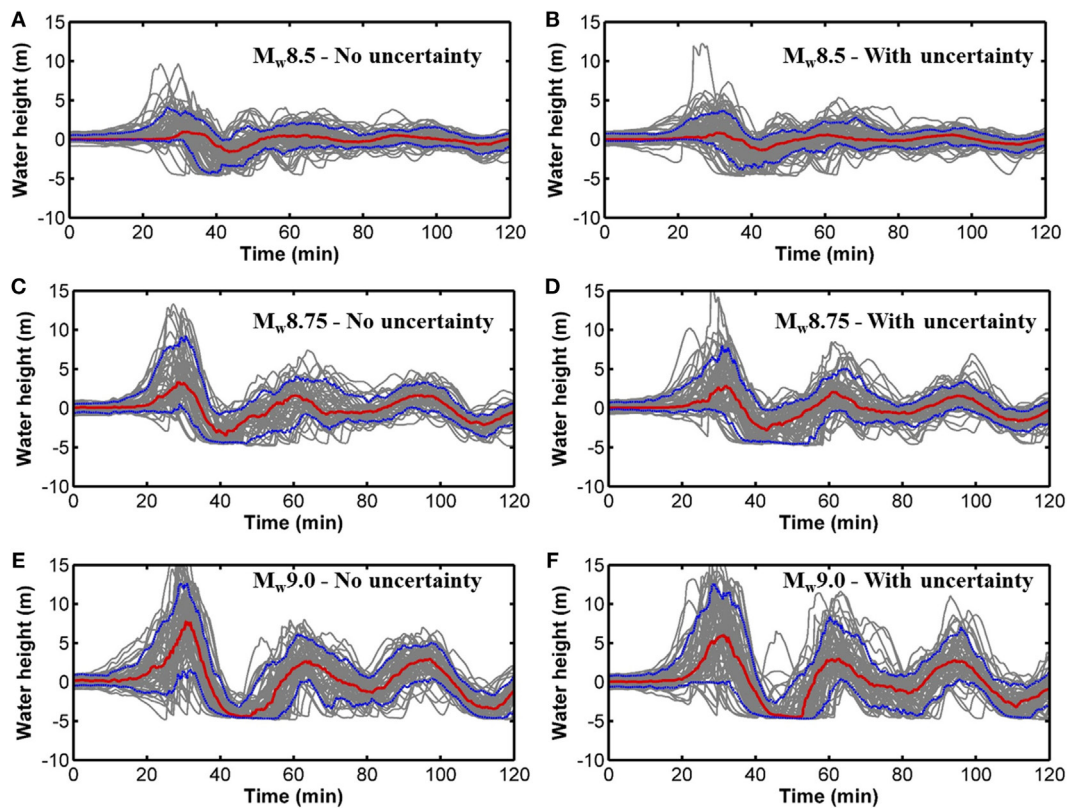 A
15
10
5
0
-5
-10
Water height (m)
M_w8.5 - No uncertainty
0 20 40 60 80 100 120
Time (min)
B
15
10
5
0
-5
-10
Water height (m)
M_w8.5 - With uncertainty
0 20 40 60 80 100 120
Time (min)
C
15
10
5
0
-5
-10
Water height (m)
M_w8.75 - No uncertainty
0 20 40 60 80 100 120
Time (min)
D
15
10
5
0
-5
-10
Water height (m)
M_w8.75 - With uncertainty
0 20 40 60 80 100 120
Time (min)
E
15
10
5
0
-5
-10
Water height (m)
M_w9.0 - No uncertainty
0 20 40 60 80 100 120
Time (min)
F
15
10
5
0
-5
-10
Water height (m)
M_w9.0 - With uncertainty
0 20 40 60 80 100 120
Time (min)